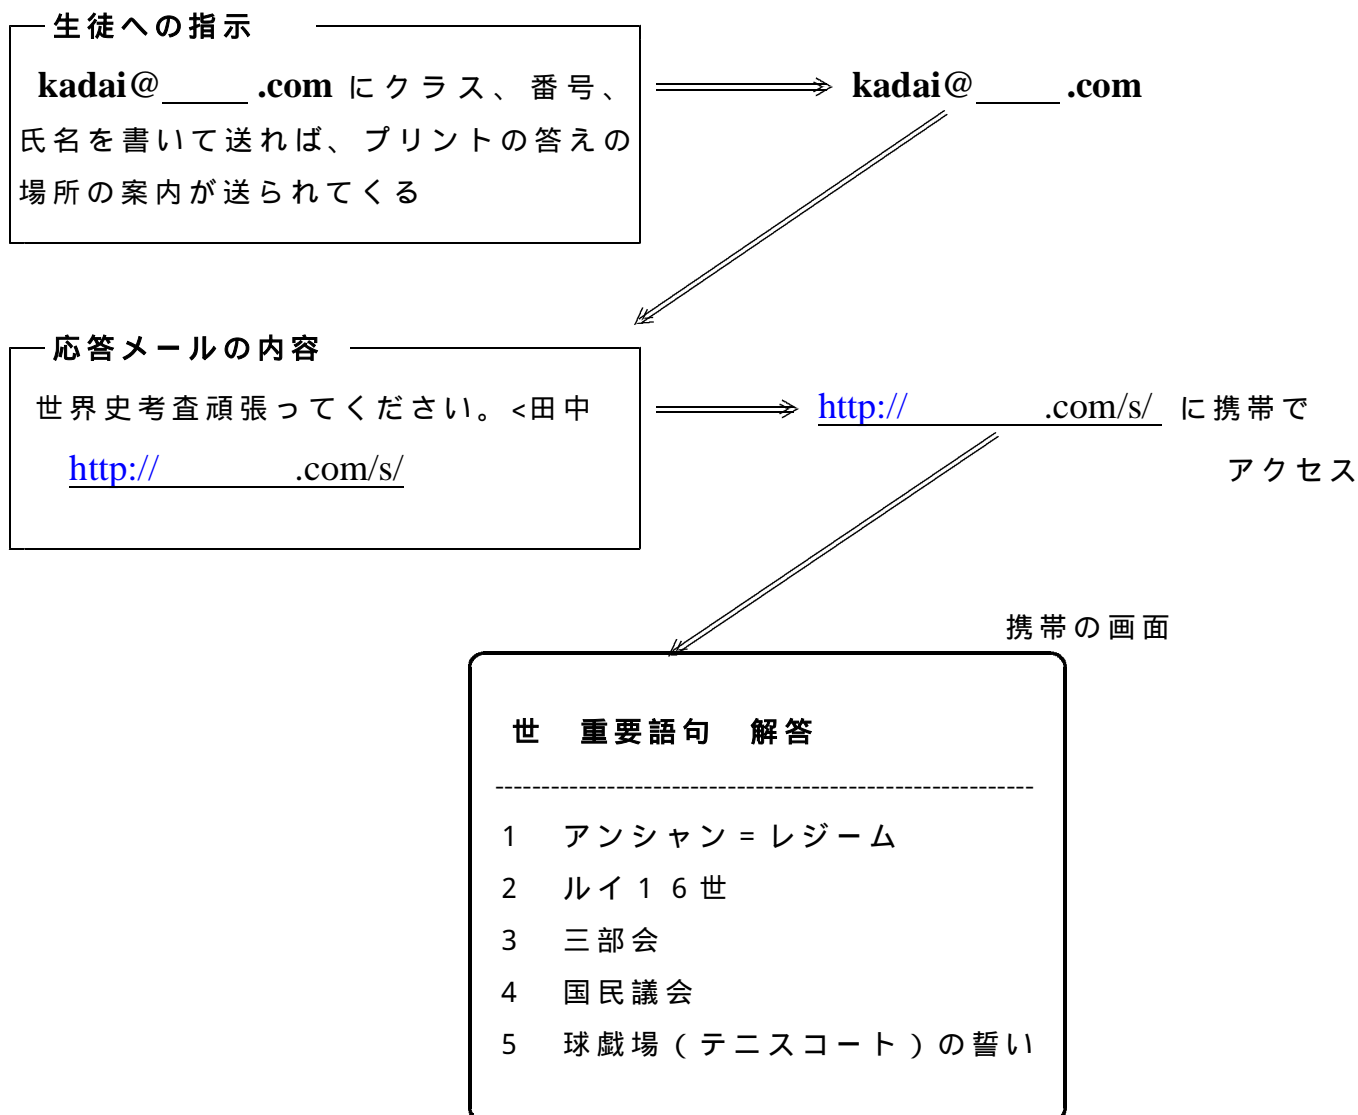 生徒への指示
kadai@_____.com にクラス、番号、
氏名を書いて送れば、プリントの答えの
場所の案内が送られてくる
kadai@_____.com
応答メールの内容
世界史考査頑張ってください。<田中
http://　　　　.com/s/
http://　　　　.com/s/ に携帯で
アクセス
携帯の画面
世　重要語句　解答
----------------------------------------------------------
1　アンシャン＝レジーム
2　ルイ１６世
3　三部会
4　国民議会
5　球戯場（テニスコート）の誓い